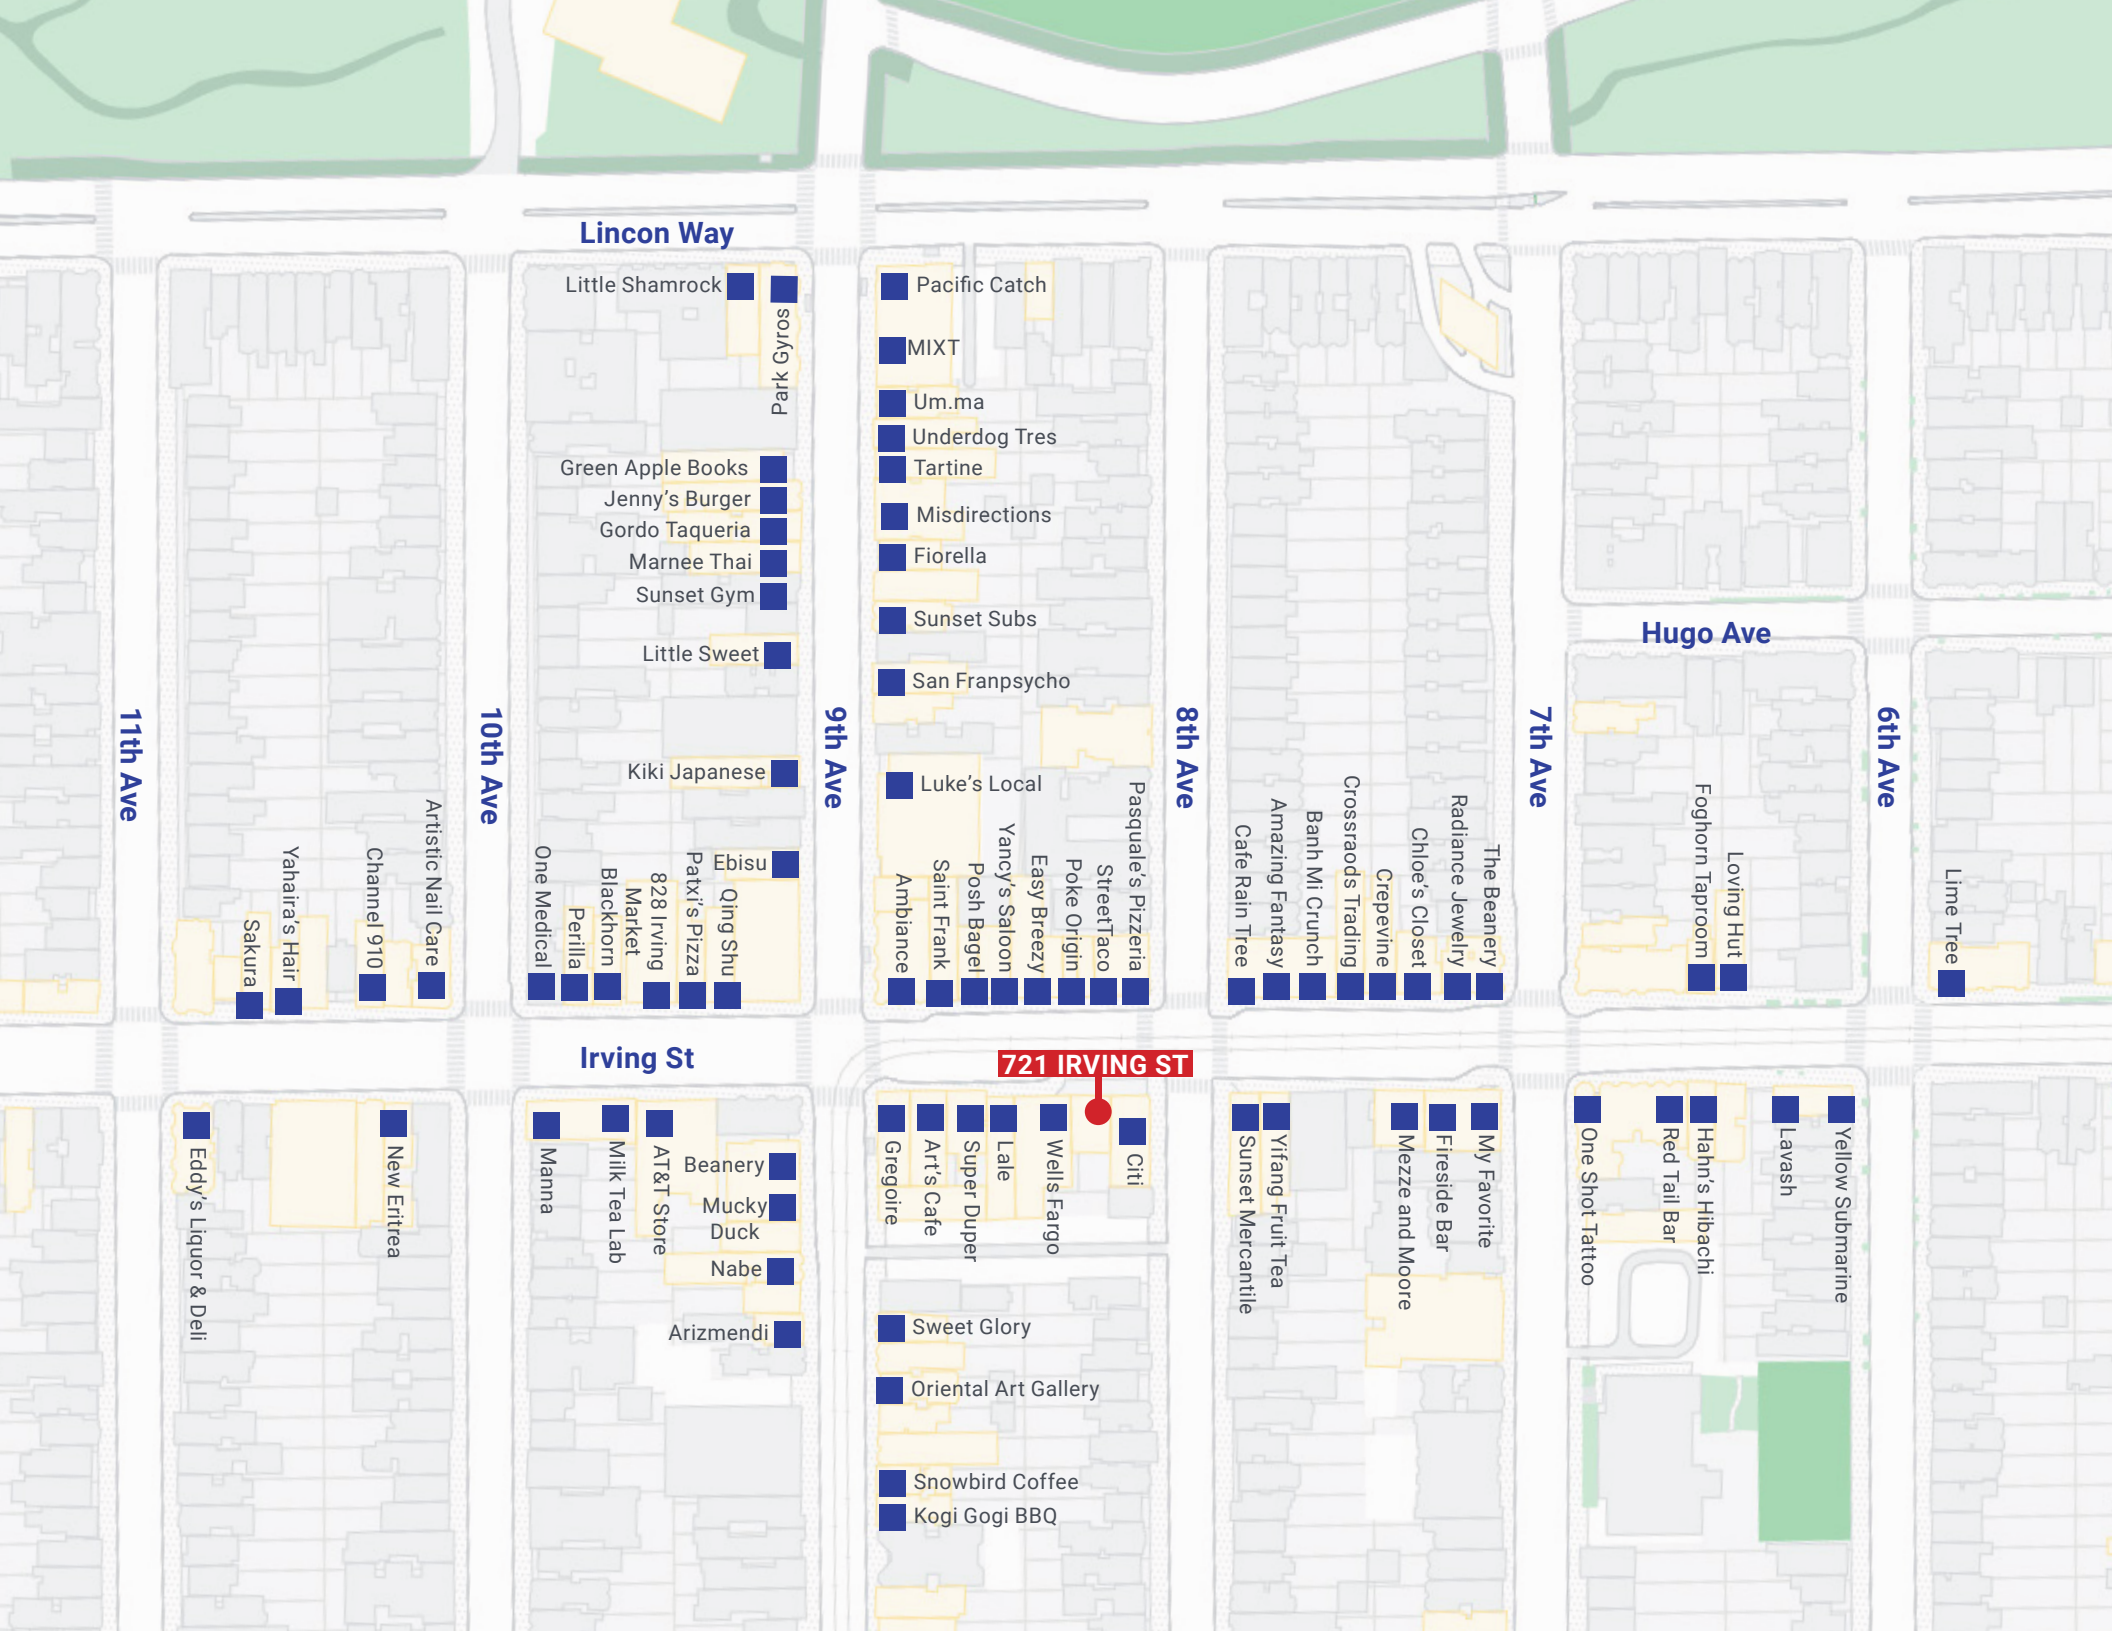 Lincon Way
Little Shamrock
Park Gyros
Pacific Catch
MIXT
Um.ma
Underdog Tres
Green Apple Books
Tartine
Jenny's Burger
Misdirections
Gordo Taqueria
Marnee Thai
Fiorella
Sunset Gym
Sunset Subs
Hugo Ave
Little Sweet
San Franpsycho
11th Ave
10th Ave
9th Ave
8th Ave
7th Ave
6th Ave
Kiki Japanese
Luke's Local
Ebisu
Sakura
Yahaira's Hair
Channel 910
Artistic Nail Care
One Medical
Perilla
Blackhorn
Market
828 Irving
Patxi's Pizza
Qing Shu
Ambiance
Saint Frank
Posh Bagel
Yancy's Saloon
Easy Breezy
Poke Origin
StreetTaco
Pasquale's Pizzeria
Cafe Rain Tree
Amazing Fantasy
Banh Mi Crunch
Crossraods Trading
Crepevine
Chloe's Closet
Radiance Jewelry
The Beanery
Foghorn Taproom
Loving Hut
Lime Tree
Irving St
721 IRVING ST
Eddy's Liquor & Deli
New Eritrea
Manna
Milk Tea Lab
AT&T Store
Beanery
Mucky
Duck
Nabe
Arizmendi
Gregoire
Art's Cafe
Super Duper
Lale
Wells Fargo
Citi
Sunset Mercantile
Yifang Fruit Tea
Mezze and Moore
Fireside Bar
My Favorite
One Shot Tattoo
Red Tail Bar
Hahn's Hibachi
Lavash
Yellow Submarine
Sweet Glory
Oriental Art Gallery
Snowbird Coffee
Kogi Gogi BBQ